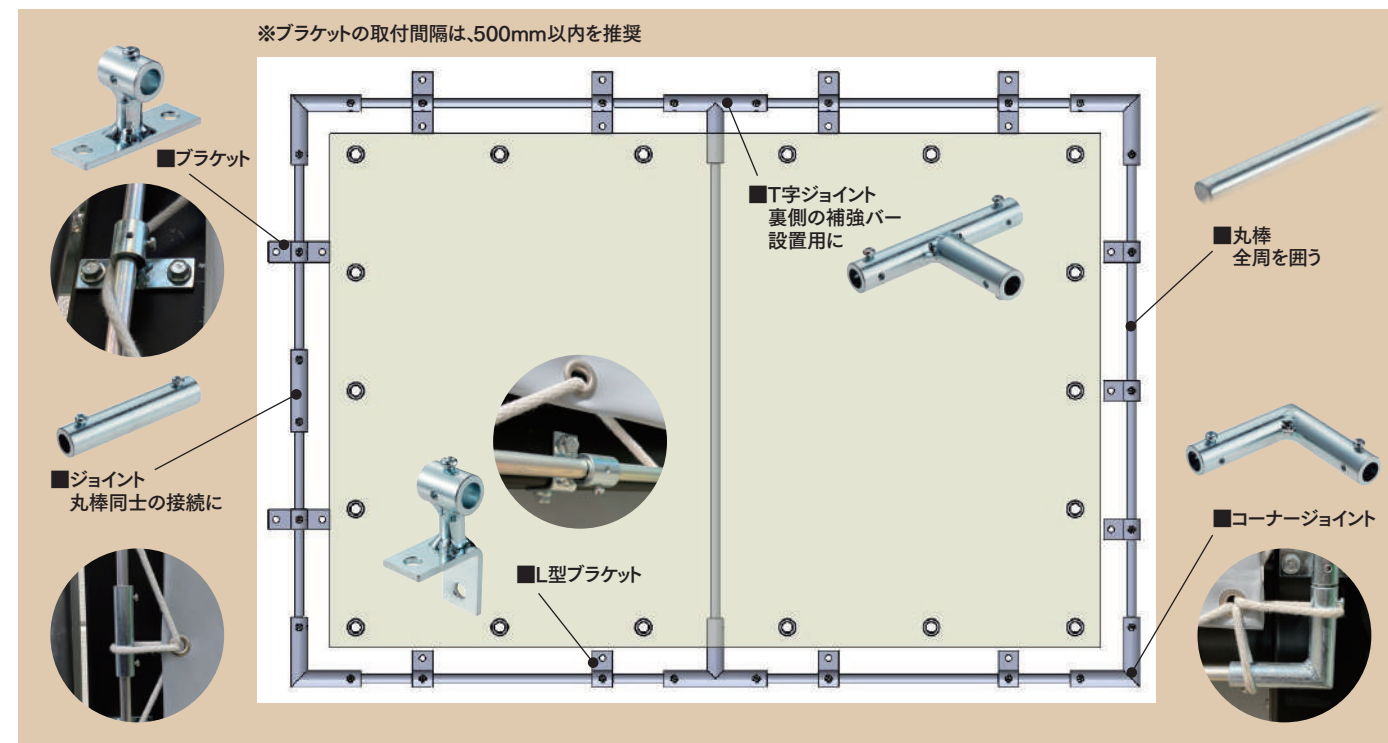 ※ブラケットの取付間隔は、500mm以内を推奨
■ブラケット
■T字ジョイント
裏側の補強バー
設置用に
■丸棒
全周を囲う
■ジョイント
丸棒同士の接続に
■コーナージョイント
■L型ブラケット